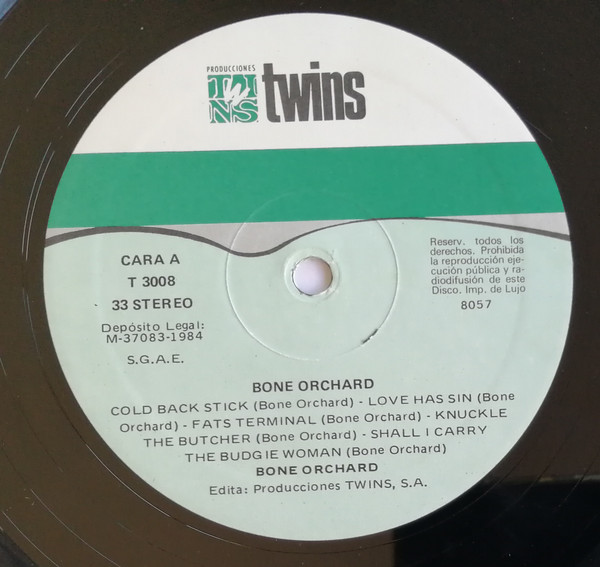 PRODUCCIONES
TWINS
twins
CARA A
T 3008
33 STEREO
Depósito Legal:
M-37083-1984
S.G.A.E.
Reserv. todos los
derechos. Prohibida
la reproducción eje-
cución pública y ra-
diodifusión de este
Disco. Imp. de Lujo
8057
BONE ORCHARD
COLD BACK STICK (Bone Orchard) - LOVE HAS SIN (Bone
Orchard) - FATS TERMINAL (Bone Orchard) - KNUCKLE
THE BUTCHER (Bone Orchard) - SHALL I CARRY
THE BUDGIE WOMAN (Bone Orchard)
BONE ORCHARD
Edita: Producciones TWINS, S.A.